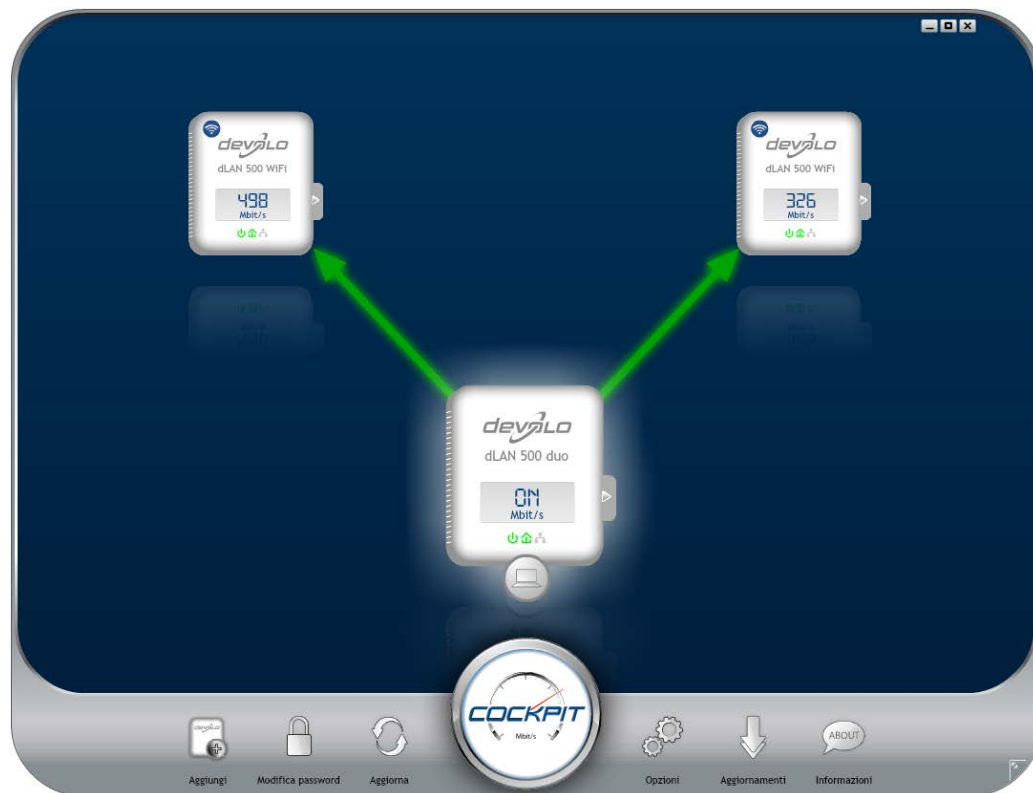 devolo
dLAN 500 WiFi
498
Mbit/s
devolo
dLAN 500 WiFi
326
Mbit/s
devolo
dLAN 500 duo
ON
Mbit/s
COCKPIT
Mbit/s
devolo
Aggiungi
Modifica password
Aggiorna
Opzioni
Aggiornamenti
ABOUT
Informazioni